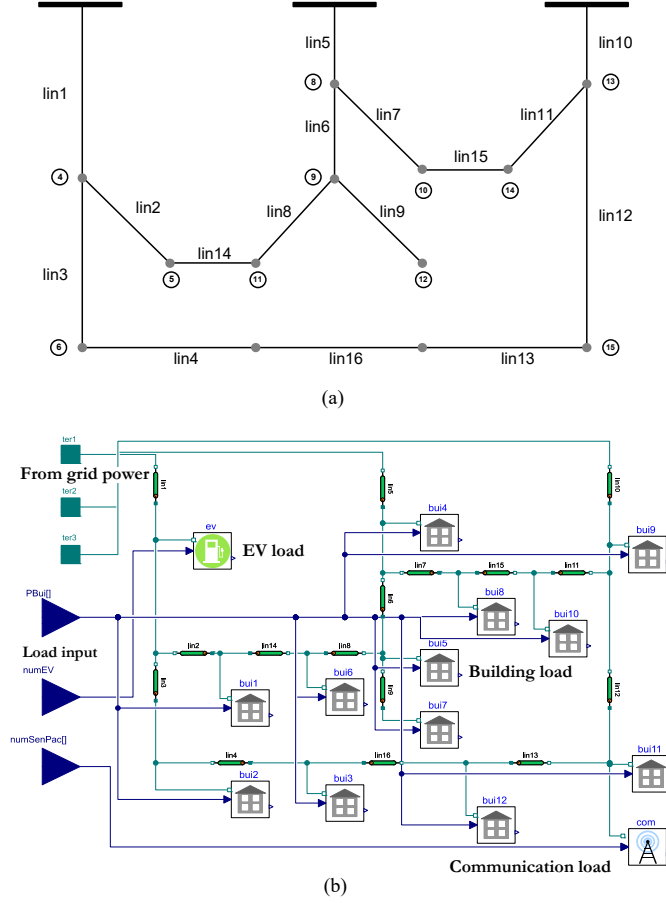 lin1
lin5
lin10
8
13
lin6
lin7
lin11
lin15
4
9
10
14
lin2
lin8
lin9
lin12
lin14
lin3
5
11
12
6
15
lin4
lin16
lin13
(a)
ter1
From grid power
lin1
lin5
lin10
ter2
ter3
ev
EV load
bui4
bui9
PBui[]
lin7
lin15
lin11
lin6
bui8
bui10
Load input
numEV
lin2
lin14
lin8
bui5
Building load
lin3
bui1
bui6
lin9
lin12
bui7
numSenPac[]
lin4
lin16
lin13
bui11
bui2
bui3
bui12
com
Communication load
(b)